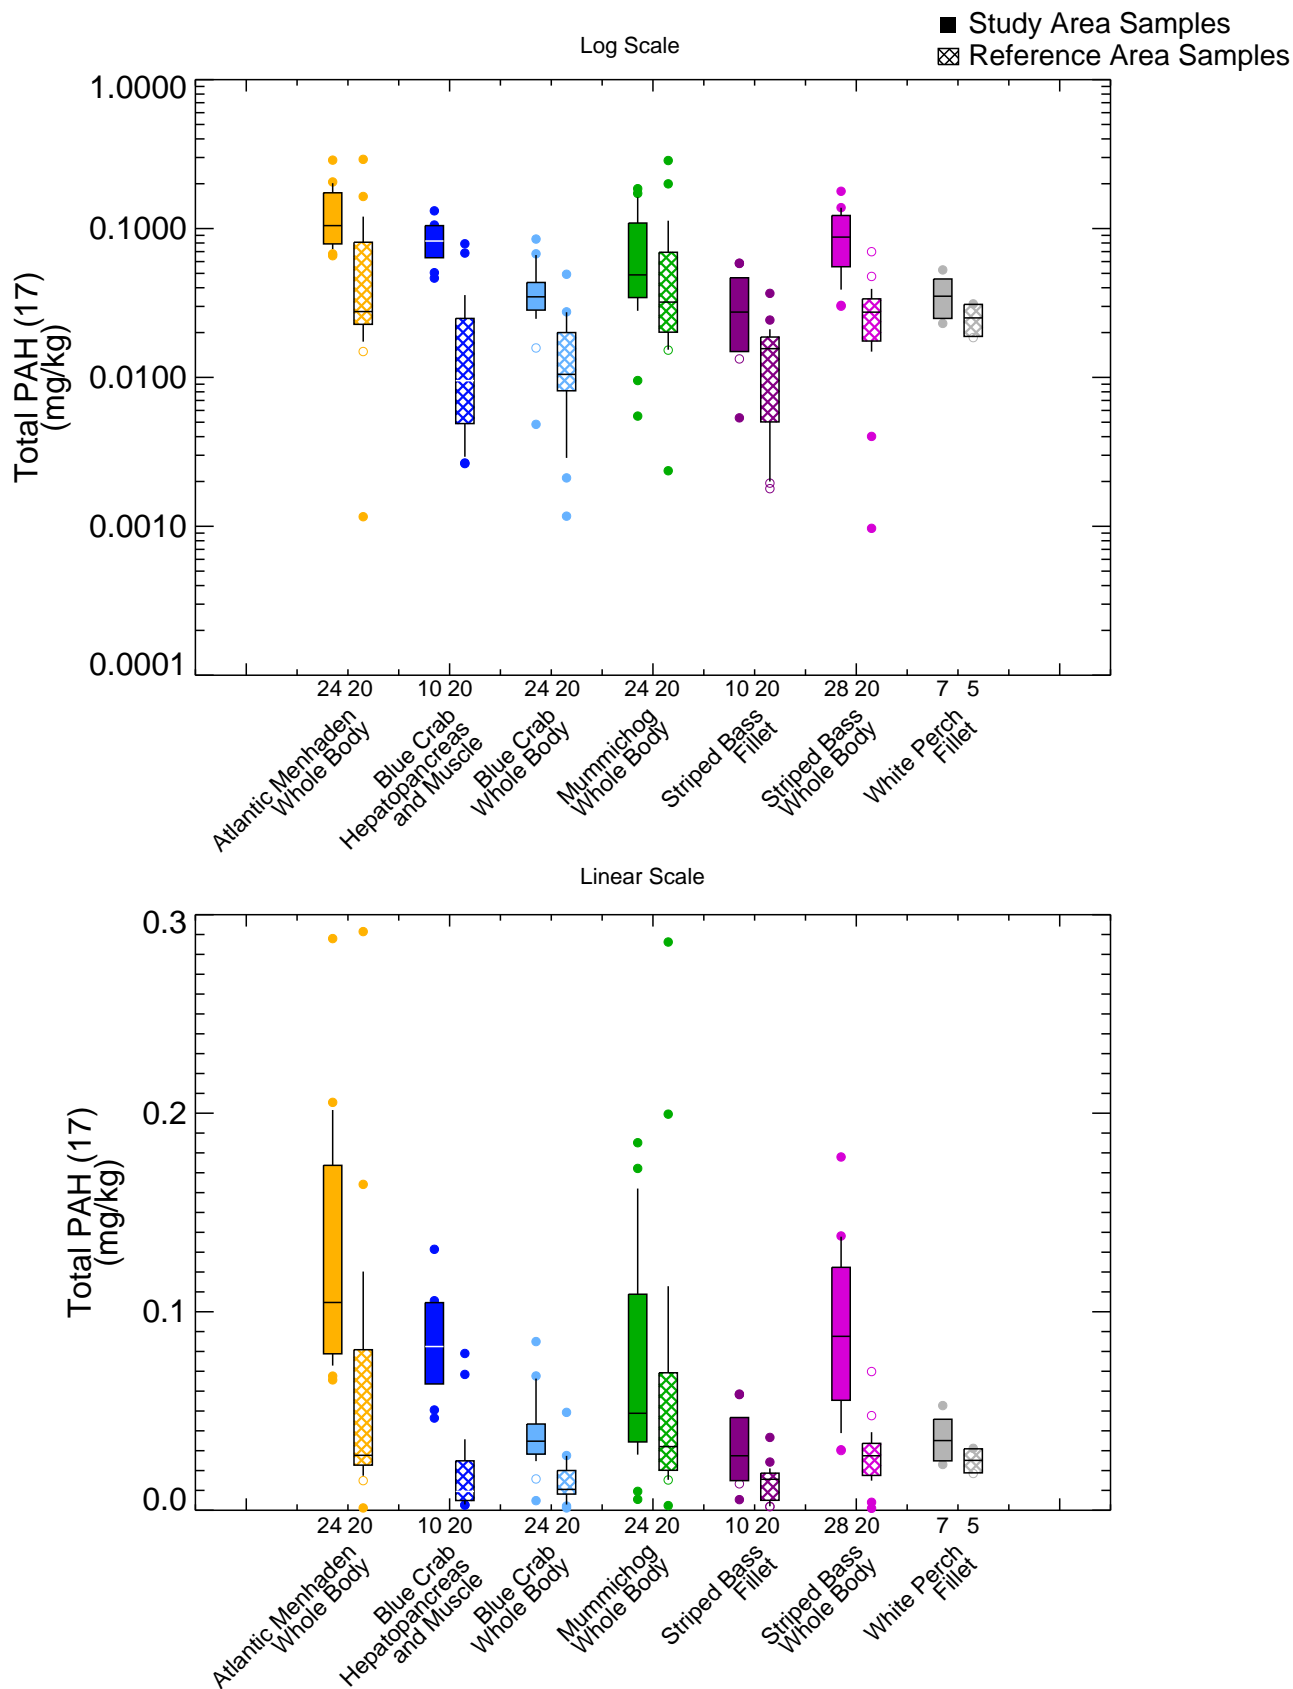 Study Area Samples
Reference Area Samples
Log Scale
Total PAH (17)
(mg/kg)
1.0000
0.1000
0.0100
0.0010
0.0001
24 20 10 20 24 20 24 20 10 20 28 20 7 5
Atlantic Menhaden
Whole Body
Blue Crab
Hepatopancreas
and Muscle
Blue Crab
Whole Body
Mummichog
Whole Body
Striped Bass
Fillet
Striped Bass
Whole Body
White Perch
Fillet
Linear Scale
Total PAH (17)
(mg/kg)
0.3
0.2
0.1
0.0
24 20 10 20 24 20 24 20 10 20 28 20 7 5
Atlantic Menhaden
Whole Body
Blue Crab
Hepatopancreas
and Muscle
Blue Crab
Whole Body
Mummichog
Whole Body
Striped Bass
Fillet
Striped Bass
Whole Body
White Perch
Fillet